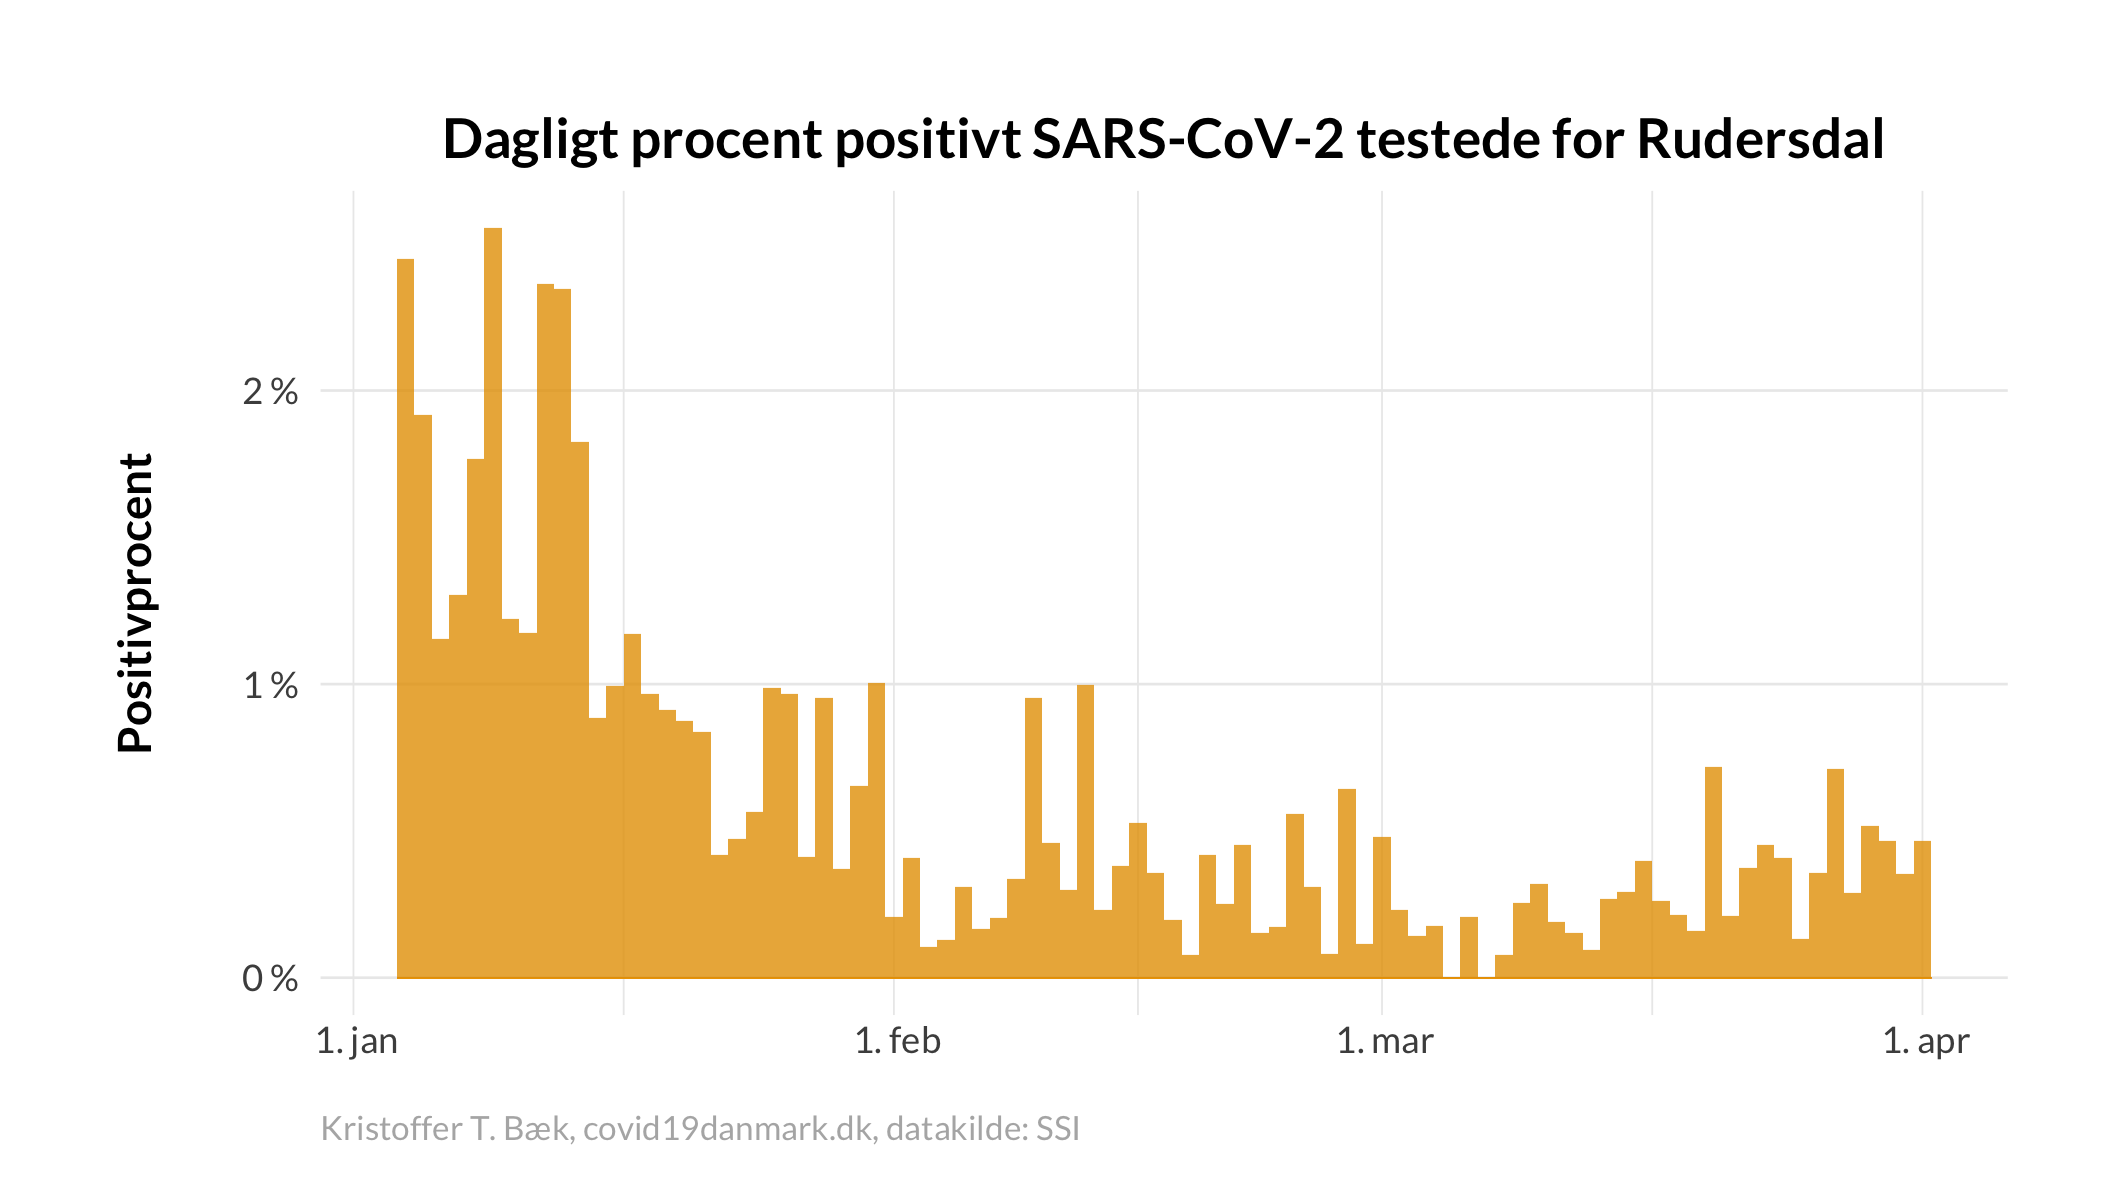 Dagligt procent positivt SARS-CoV-2 testede for Rudersdal
Positivprocent
2 %
1 %
0 %
1. jan
1. feb
1. mar
1. apr
Kristoffer T. Bæk, covid19danmark.dk, datakilde: SSI